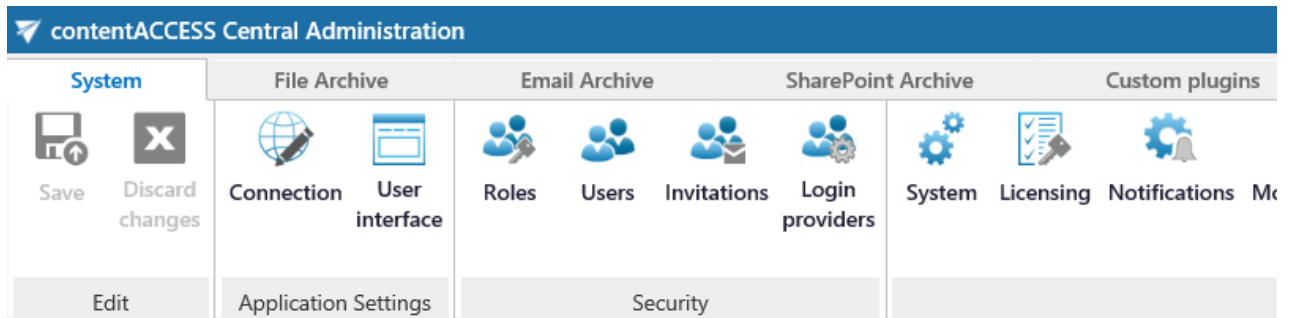 contentACCESS Central Administration
System File Archive Email Archive SharePoint Archive Custom plugins
Save Discard changes Connection User interface Roles Users Invitations Login providers System Licensing Notifications
Edit Application Settings Security